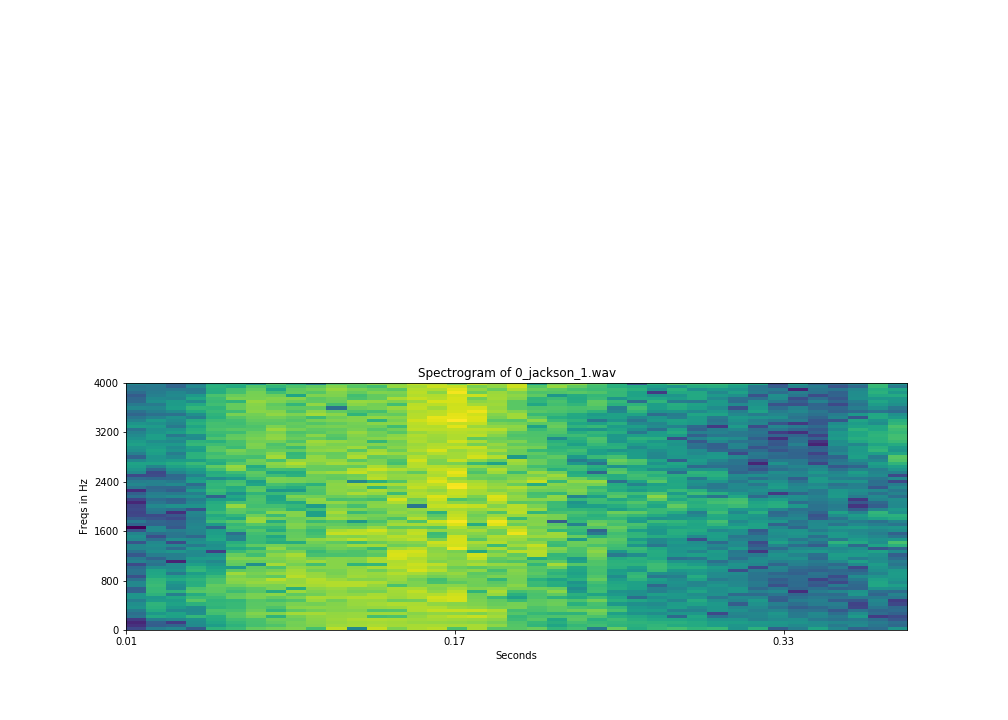 Spectrogram of 0_jackson_1.wav
4000
3200
2400
1600
800
0
Freqs in Hz
0.01 0.17 0.33
Seconds